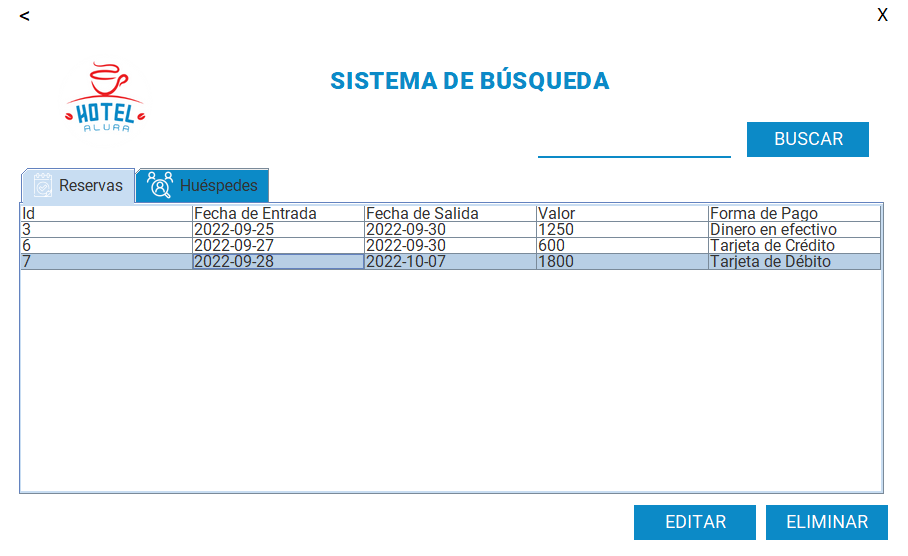 < X
HOTEL
ALURA
SISTEMA DE BÚSQUEDA
BUSCAR
Reservas Huéspedes
Id Fecha de Entrada Fecha de Salida Valor Forma de Pago
3 2022-09-25 2022-09-30 1250 Dinero en efectivo
6 2022-09-27 2022-09-30 600 Tarjeta de Crédito
7 2022-09-28 2022-10-07 1800 Tarjeta de Débito
EDITAR ELIMINAR